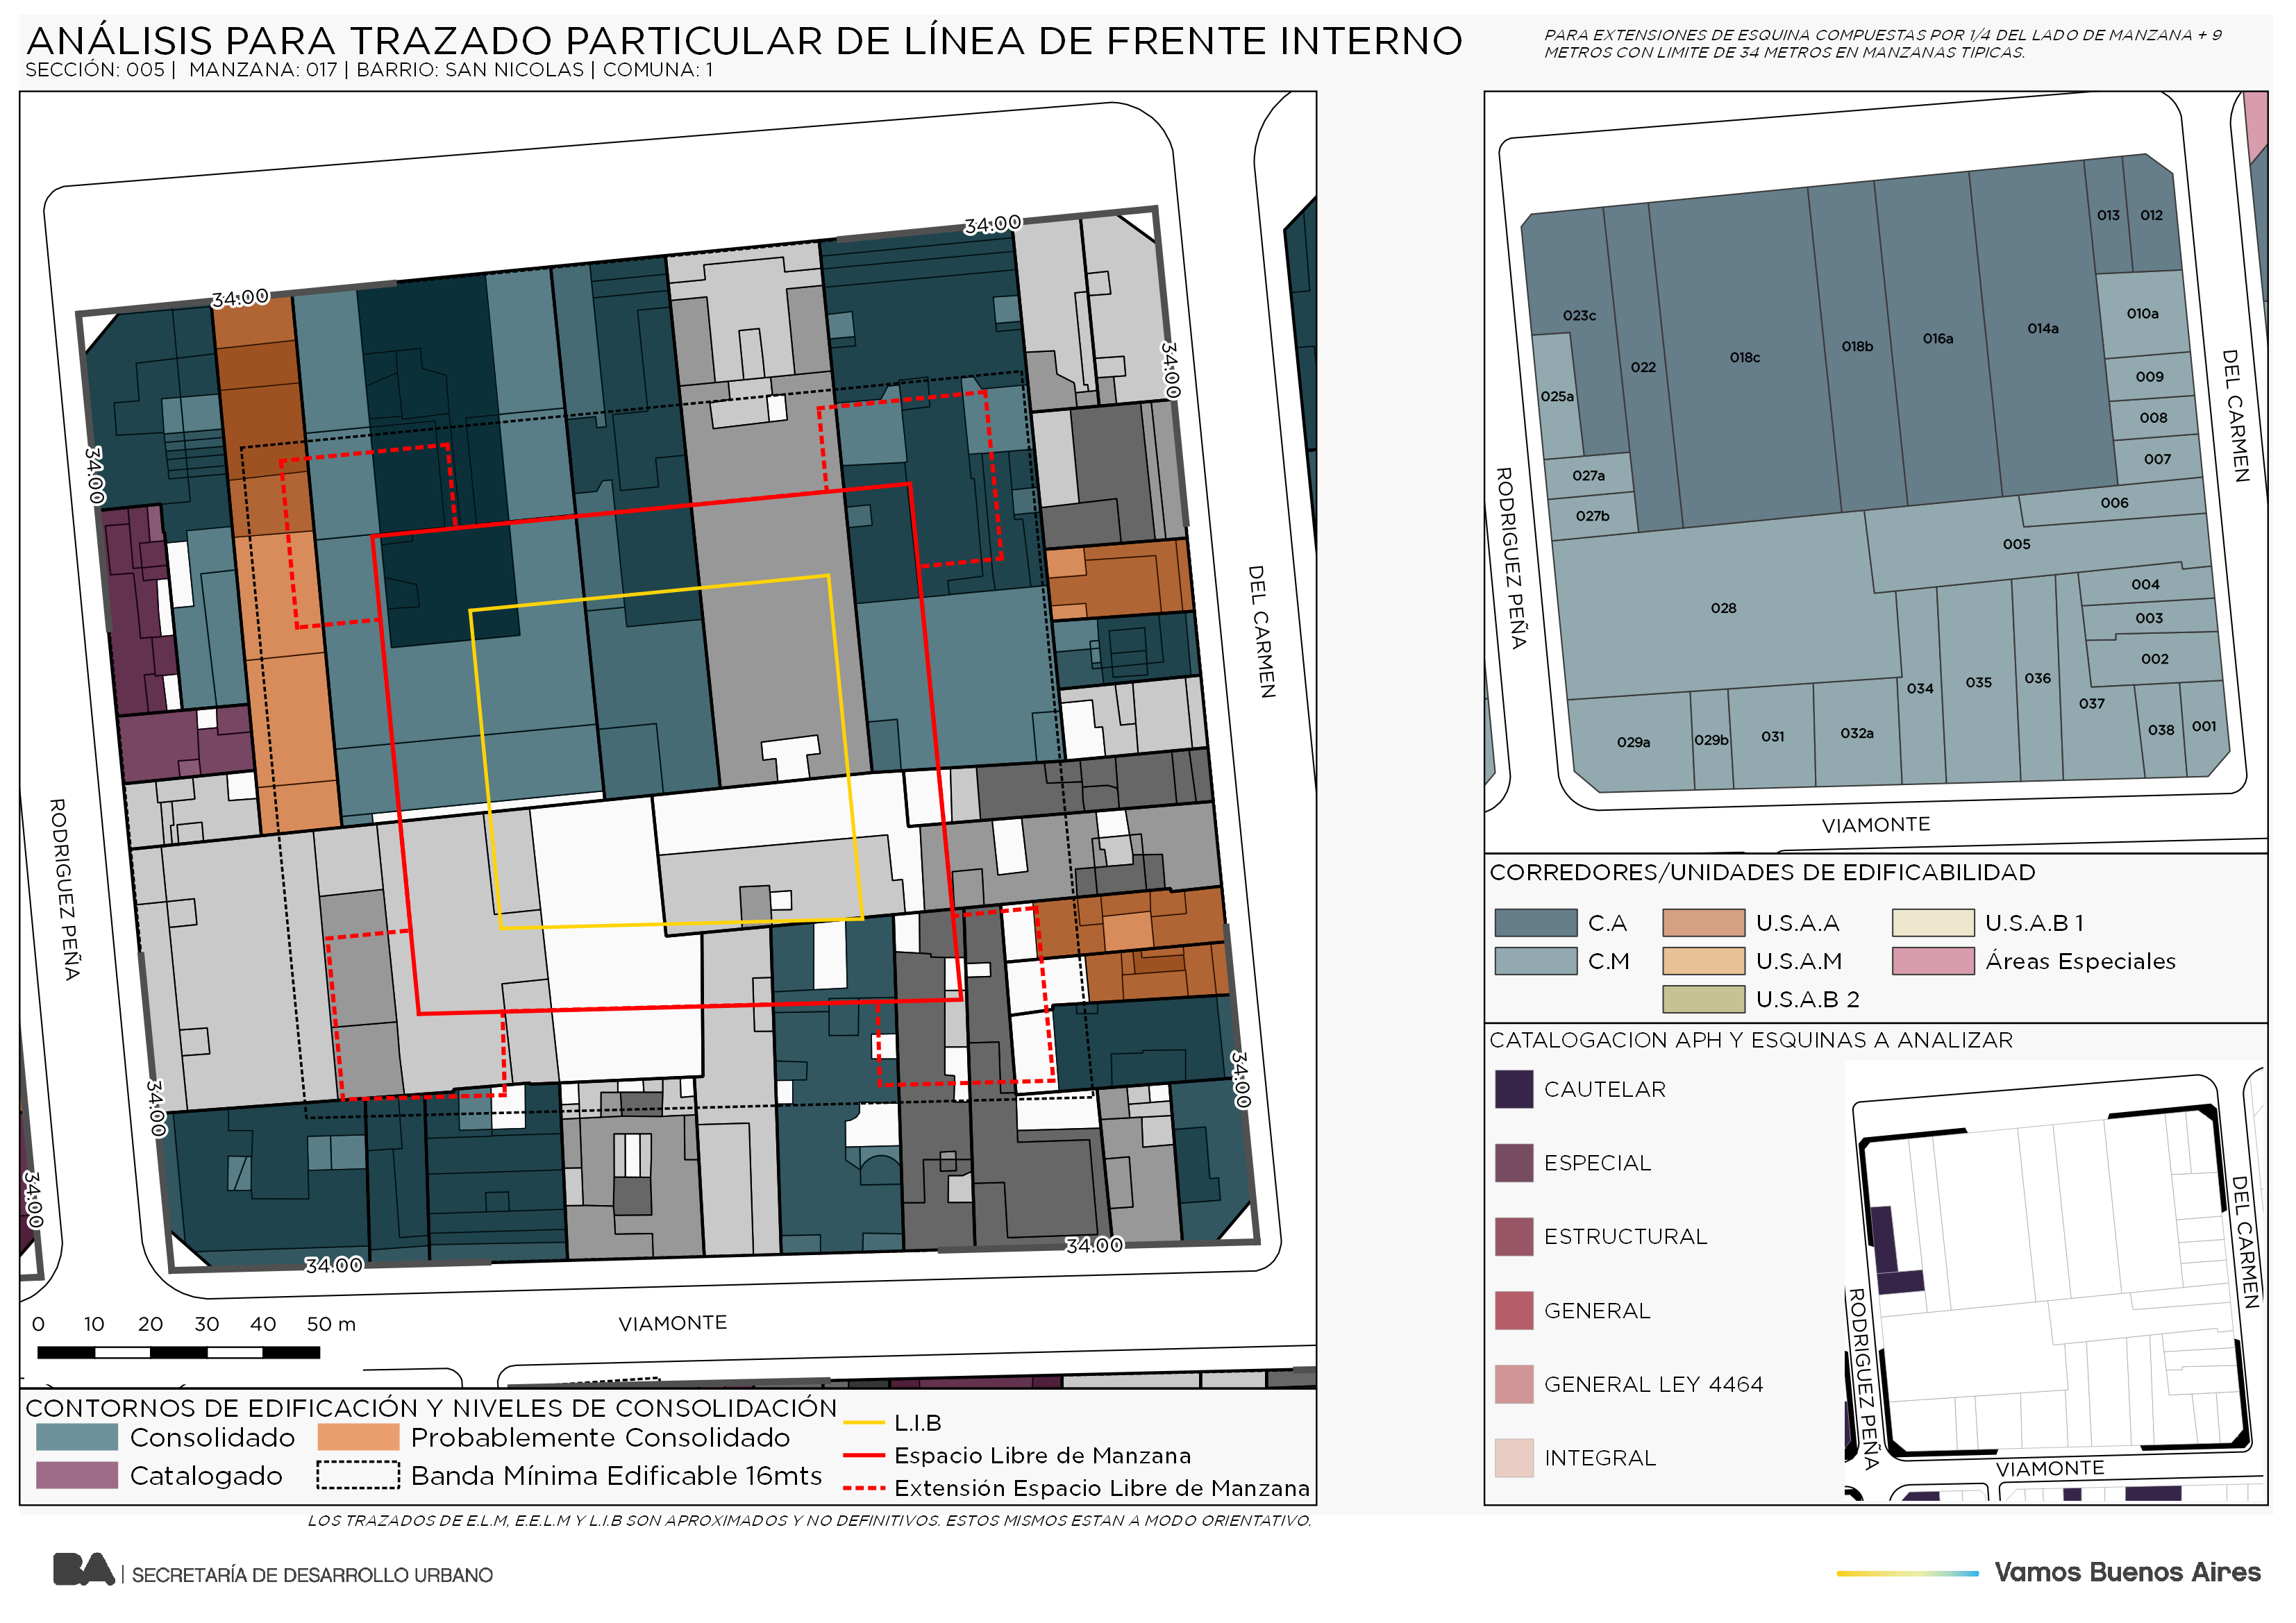 ANÁLISIS PARA TRAZADO PARTICULAR DE LÍNEA DE FRENTE INTERNO
SECCIÓN: 005 | MANZANA: 017 | BARRIO: SAN NICOLAS | COMUNA: 1
PARA EXTENSIONES DE ESQUINA COMPUESTAS POR 1/4 DEL LADO DE MANZANA + 9
METROS CON LIMITE DE 34 METROS EN MANZANAS TIPICAS.
34:00
34:00
34:00
34:00
34:00
34:00
34:00
34:00
34:00
RODRIGUEZ PEÑA
DEL CARMEN
VIAMONTE
0 10 20 30 40 50 m
CONTORNOS DE EDIFICACIÓN Y NIVELES DE CONSOLIDACIÓN
Consolidado
Probablemente Consolidado
Catalogado
Banda Mínima Edificable 16mts
L.I.B
Espacio Libre de Manzana
Extensión Espacio Libre de Manzana
013
012
023c
010a
014a
016a
018b
018c
022
009
025a
008
007
027a
006
027b
005
004
028
003
002
036
035
034
037
001
038
032a
031
029b
029a
RODRIGUEZ PEÑA
DEL CARMEN
VIAMONTE
CORREDORES/UNIDADES DE EDIFICABILIDAD
C.A
U.S.A.A
U.S.A.B 1
C.M
U.S.A.M
Áreas Especiales
U.S.A.B 2
CATALOGACION APH Y ESQUINAS A ANALIZAR
CAUTELAR
ESPECIAL
ESTRUCTURAL
GENERAL
GENERAL LEY 4464
INTEGRAL
RODRIGUEZ PEÑA
DEL CARMEN
VIAMONTE
LOS TRAZADOS DE E.L.M, E.E.L.M Y L.I.B SON APROXIMADOS Y NO DEFINITIVOS. ESTOS MISMOS ESTAN A MODO ORIENTATIVO.
BA | SECRETARÍA DE DESARROLLO URBANO
Vamos Buenos Aires